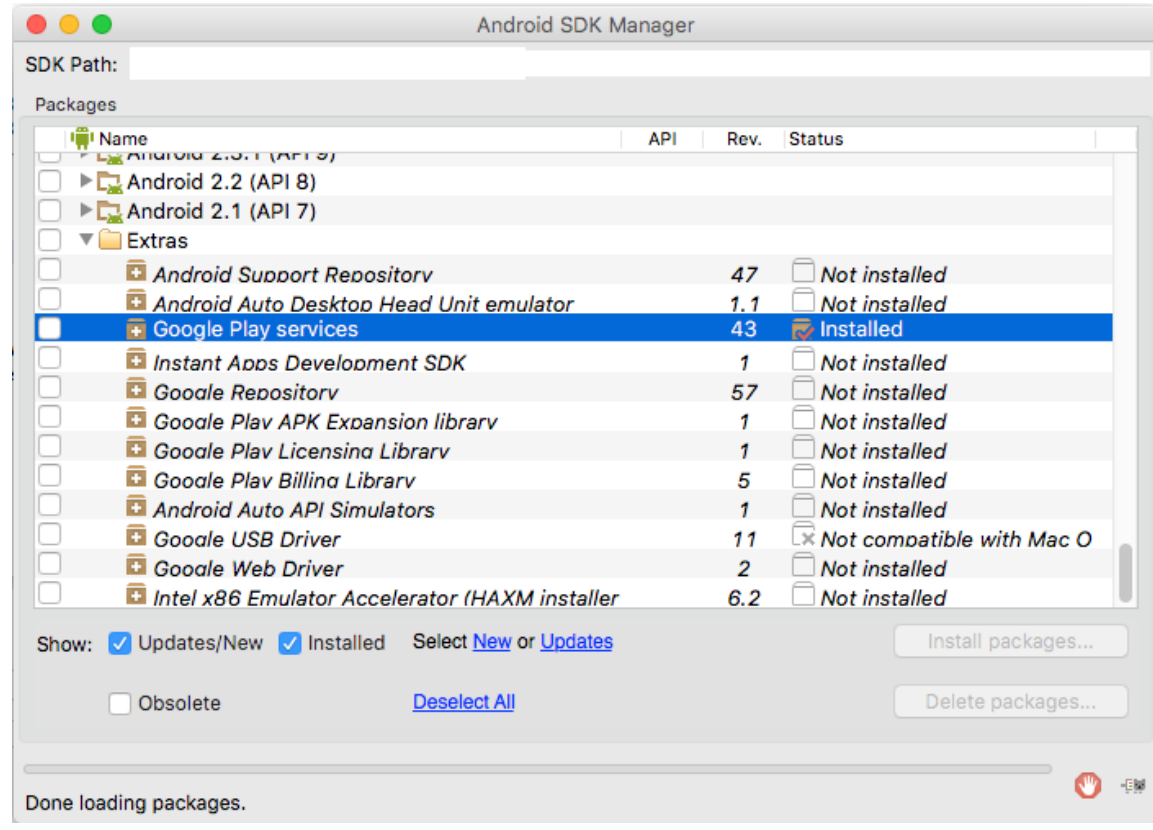 Android SDK Manager
SDK Path:
Packages
Name API Rev. Status
Android 2.3.1 (API 9)
Android 2.2 (API 8)
Android 2.1 (API 7)
Extras
Android Support Repository 47 Not installed
Android Auto Desktop Head Unit emulator 1.1 Not installed
Google Play services 43 Installed
Instant Apps Development SDK 1 Not installed
Google Repository 57 Not installed
Google Play APK Expansion library 1 Not installed
Google Play Licensing Library 1 Not installed
Google Play Billing Library 5 Not installed
Android Auto API Simulators 1 Not installed
Google USB Driver 11 Not compatible with Mac O
Google Web Driver 2 Not installed
Intel x86 Emulator Accelerator (HAXM installer 6.2 Not installed
Show: Updates/New Installed Select New or Updates Install packages...
Obsolete Deselect All Delete packages...
Done loading packages.